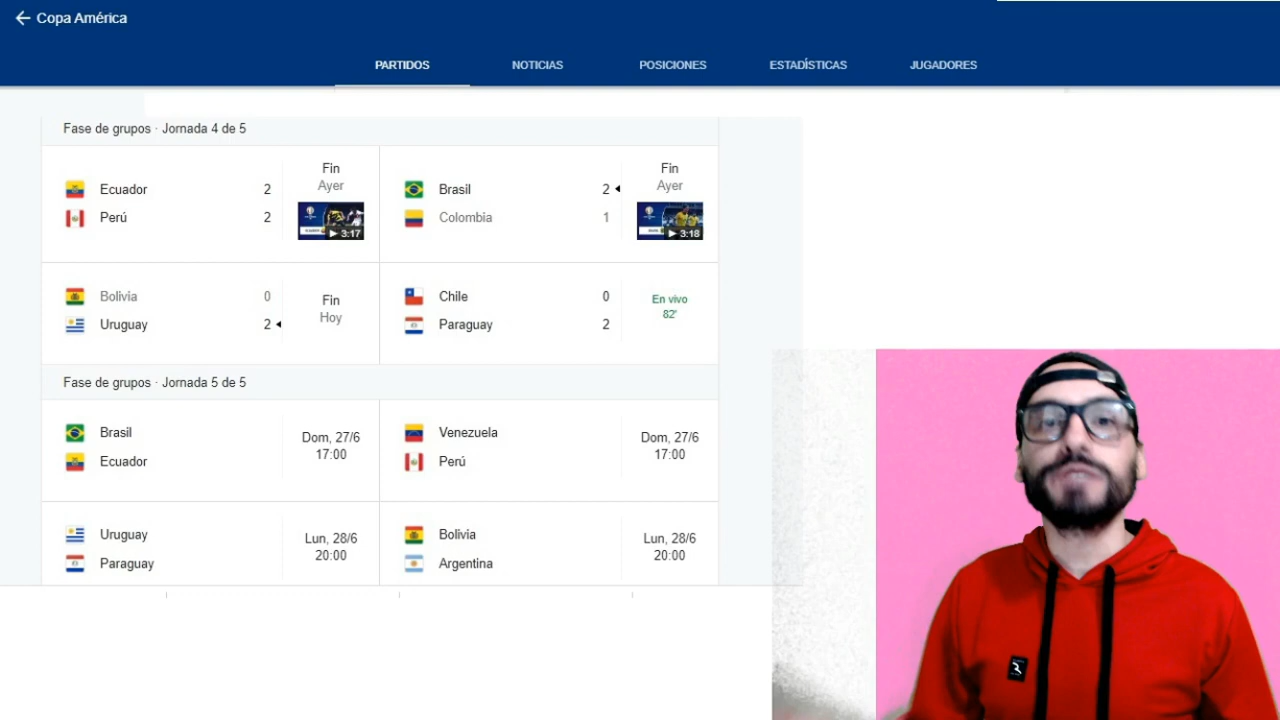 Copa América
PARTIDOS
NOTICIAS
POSICIONES
ESTADÍSTICAS
JUGADORES
Fase de grupos · Jornada 4 de 5
Ecuador 2
Perú 2
Fin
Ayer
3:17
Brasil 2
Colombia 1
Fin
Ayer
3:18
Bolivia 0
Uruguay 2
Fin
Hoy
Chile 0
Paraguay 2
En vivo
82'
Fase de grupos · Jornada 5 de 5
Brasil
Ecuador
Dom, 27/6
17:00
Venezuela
Perú
Dom, 27/6
17:00
Uruguay
Paraguay
Lun, 28/6
20:00
Bolivia
Argentina
Lun, 28/6
20:00